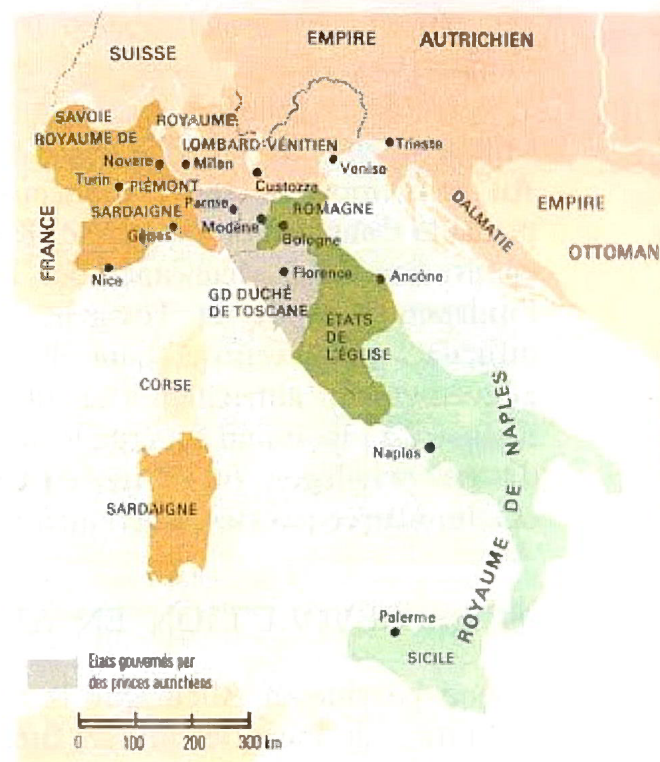 EMPIRE AUTRICHIEN
SUISSE
SAVOIE
ROYAUME
ROYAUME DE
LOMBARD-VÉNITIEN
Trieste
Novare
Milan
Venise
Turin
PIÉMONT
Custozza
Parme
ROMAGNE
DALMATIE
EMPIRE
OTTOMAN
SARDAIGNE
Gênes
Modène
Bologne
FRANCE
Nice
Florence
Ancône
GD DUCHÉ
DE TOSCANE
ÉTATS
DE
L'ÉGLISE
CORSE
Naples
ROYAUME DE NAPLES
SARDAIGNE
Palerme
SICILE
Etats gouvernés par
des princes autrichiens
0 100 200 300 km